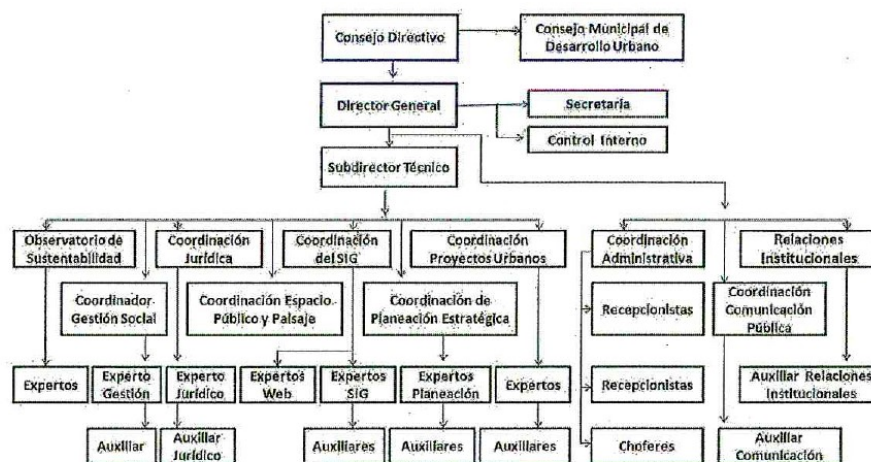 Consejo Directivo
Consejo Municipal de
Desarrollo Urbano
Director General
Secretaría
Control Interno
Subdirector Técnico
Observatorio de
Sustentabilidad
Coordinación
Jurídica
Coordinación
del SIG
Coordinación
Proyectos Urbanos
Coordinación
Administrativa
Relaciones
Institucionales
Coordinador
Gestión Social
Coordinación Espacio
Público y Paisaje
Coordinación de
Planeación Estratégica
Recepcionistas
Coordinación
Comunicación
Pública
Expertos
Experto
Gestión
Experto
Jurídico
Expertos
Web
Expertos
SIG
Expertos
Planeación
Expertos
Recepcionistas
Auxiliar Relaciones
Institucionales
Auxiliar
Auxiliar
Jurídico
Auxiliares
Auxiliares
Auxiliares
Choferes
Auxiliar
Comunicación